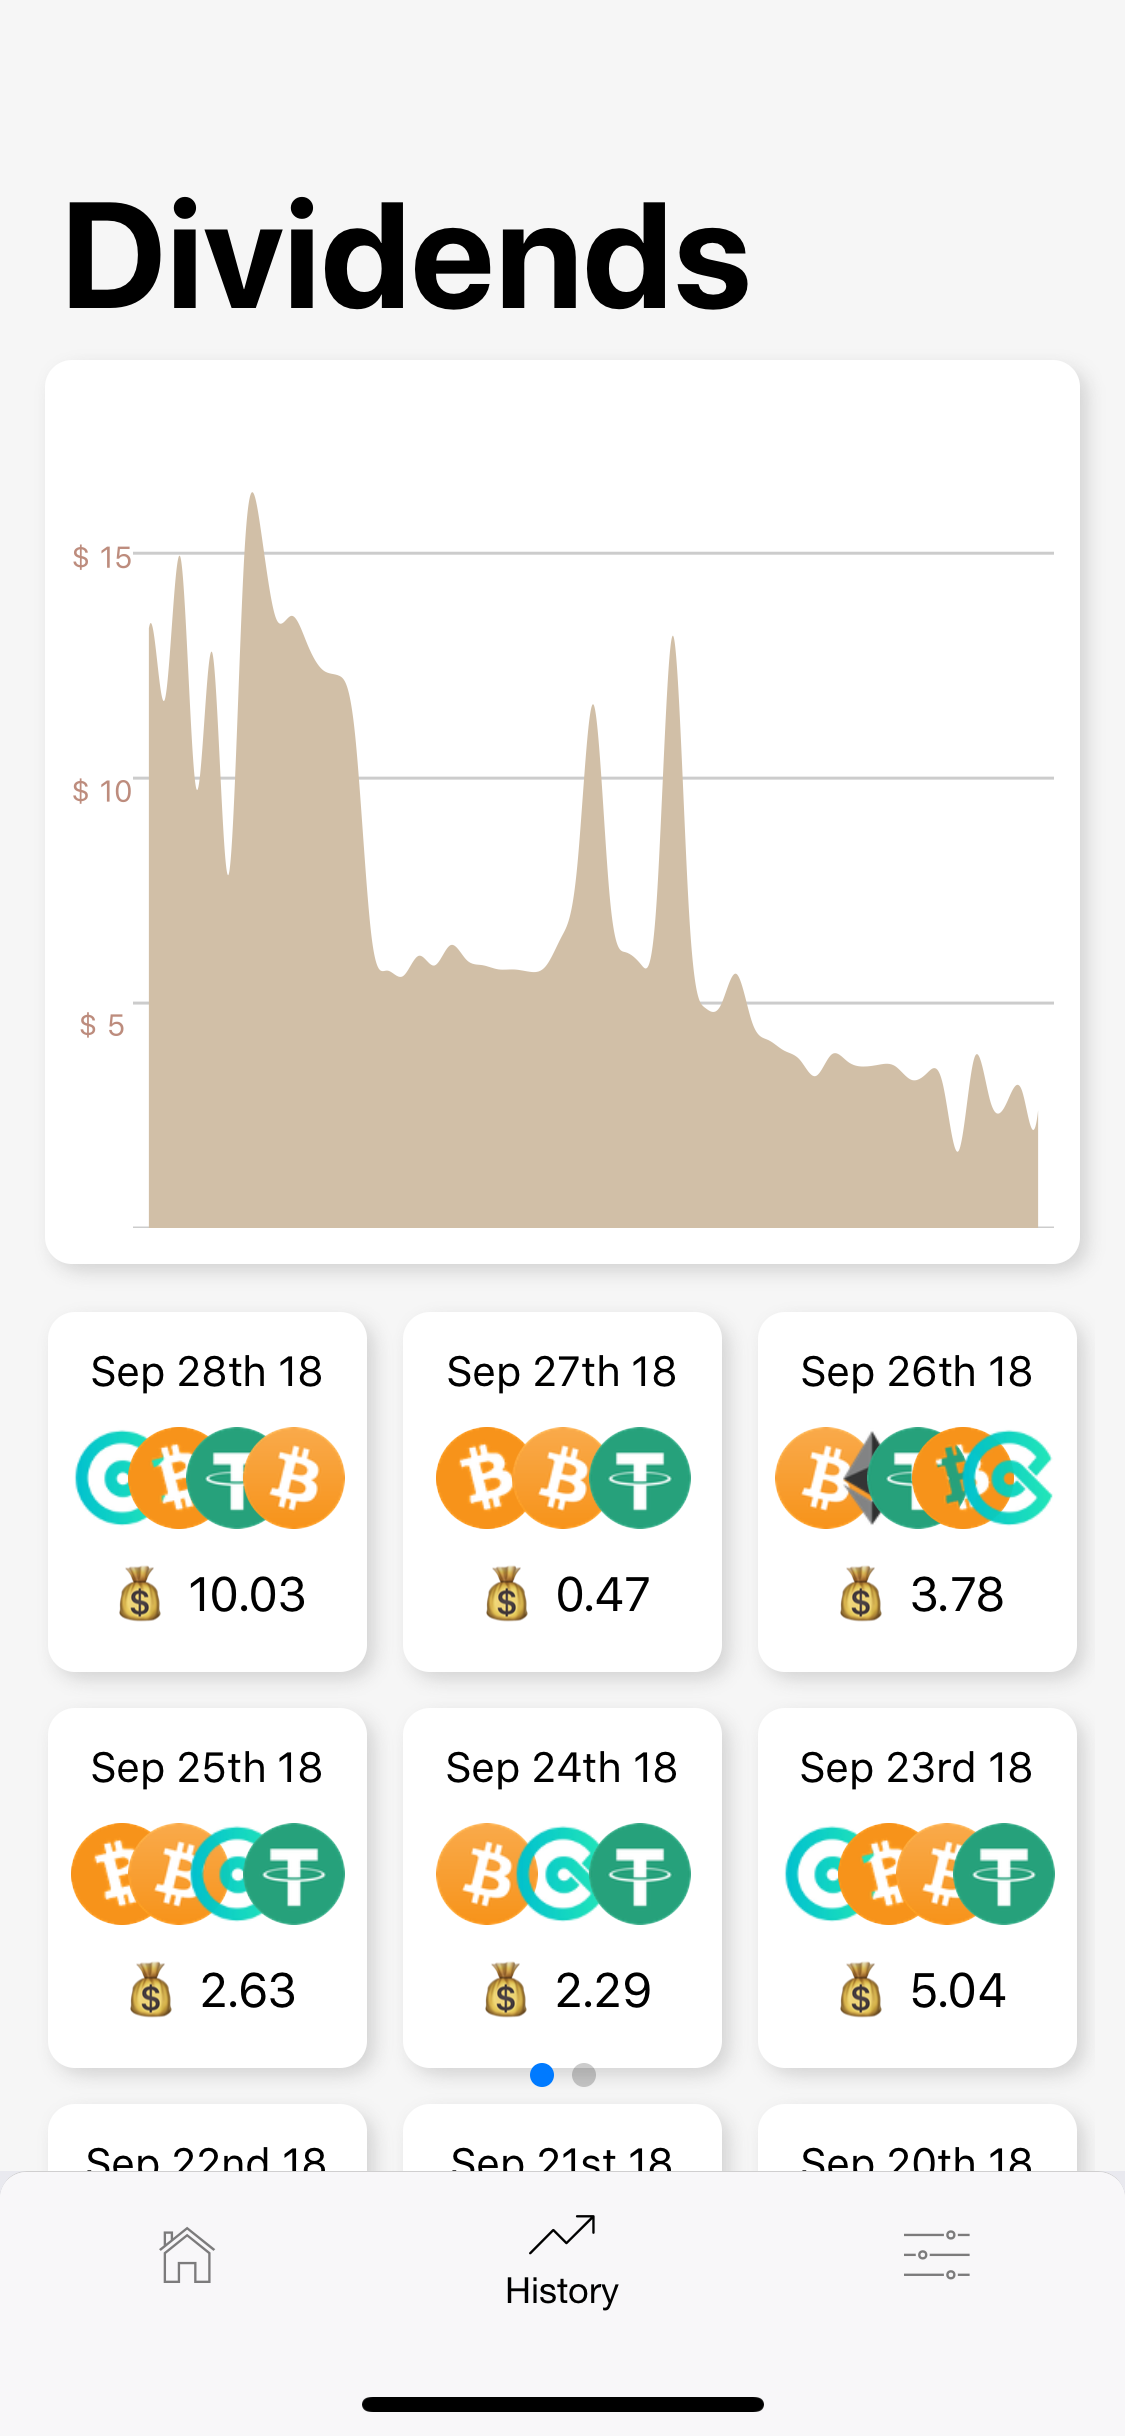 Dividends
$ 15
$ 10
$ 5
Sep 28th 18
Sep 27th 18
Sep 26th 18
10.03
0.47
3.78
Sep 25th 18
Sep 24th 18
Sep 23rd 18
2.63
2.29
5.04
Sep 22nd 18
Sep 21st 18
Sep 20th 18
History